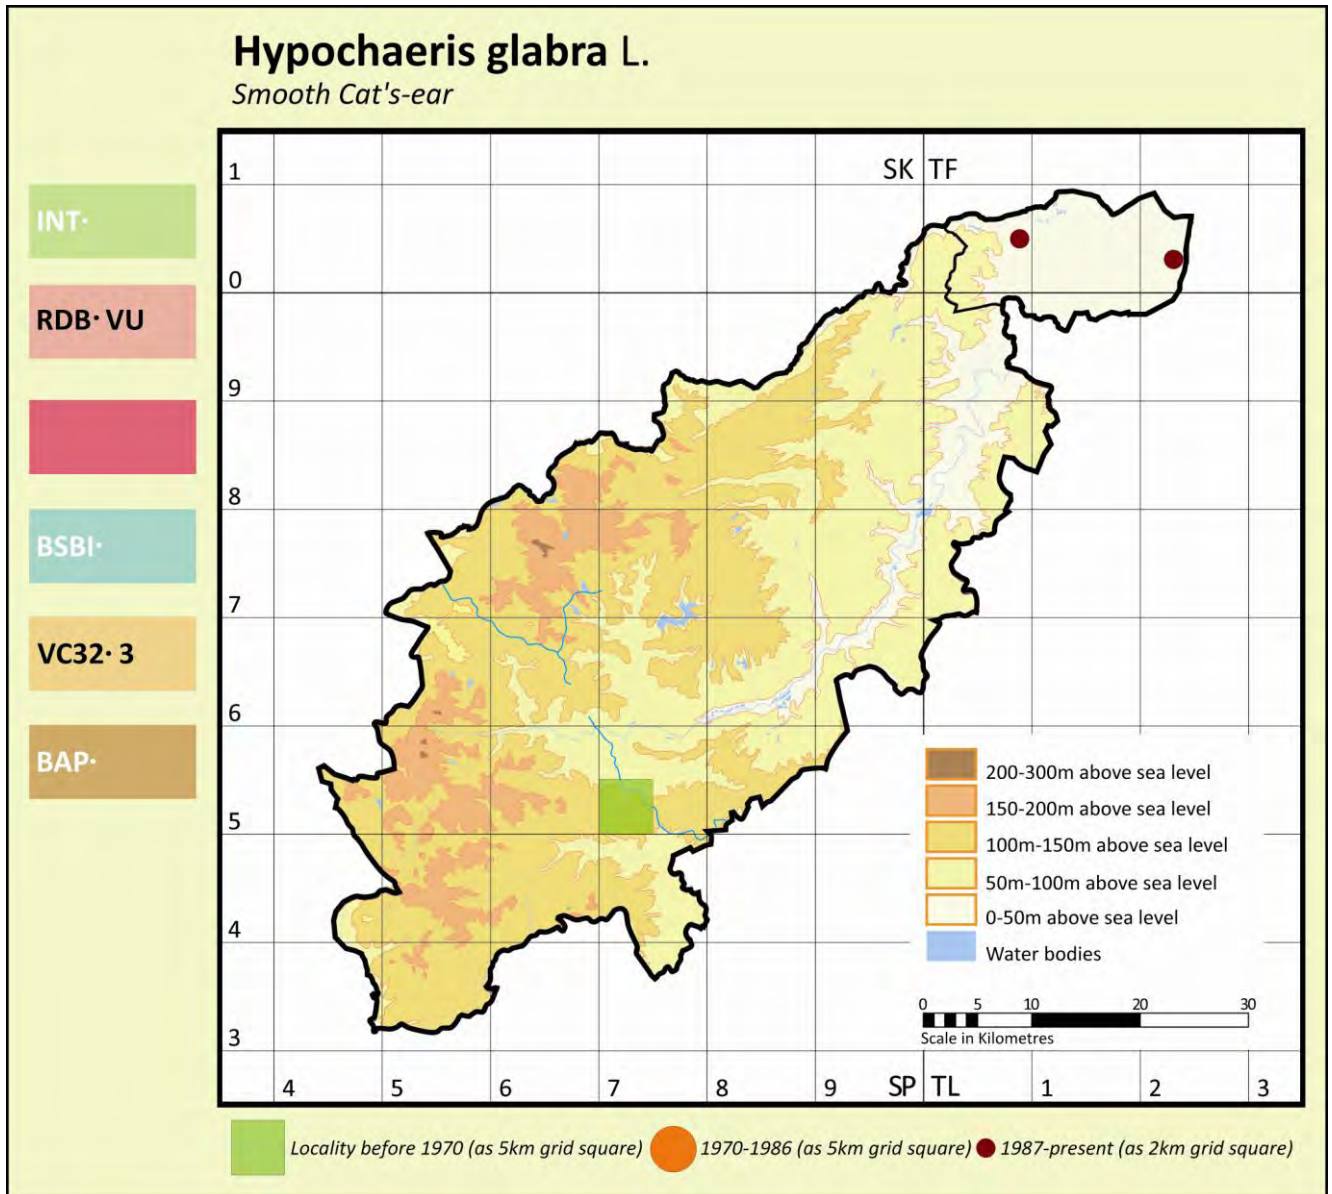 Hypochaeris glabra L.
Smooth Cat's-ear
INT·
RDB· VU
BSBI·
VC32· 3
BAP·
SK TF
1
0
9
8
7
6
5
4
3
200-300m above sea level
150-200m above sea level
100m-150m above sea level
50m-100m above sea level
0-50m above sea level
Water bodies
0 5 10 20 30
Scale in Kilometres
4 5 6 7 8 9 SP TL 1 2 3
Locality before 1970 (as 5km grid square) 1970-1986 (as 5km grid square) 1987-present (as 2km grid square)